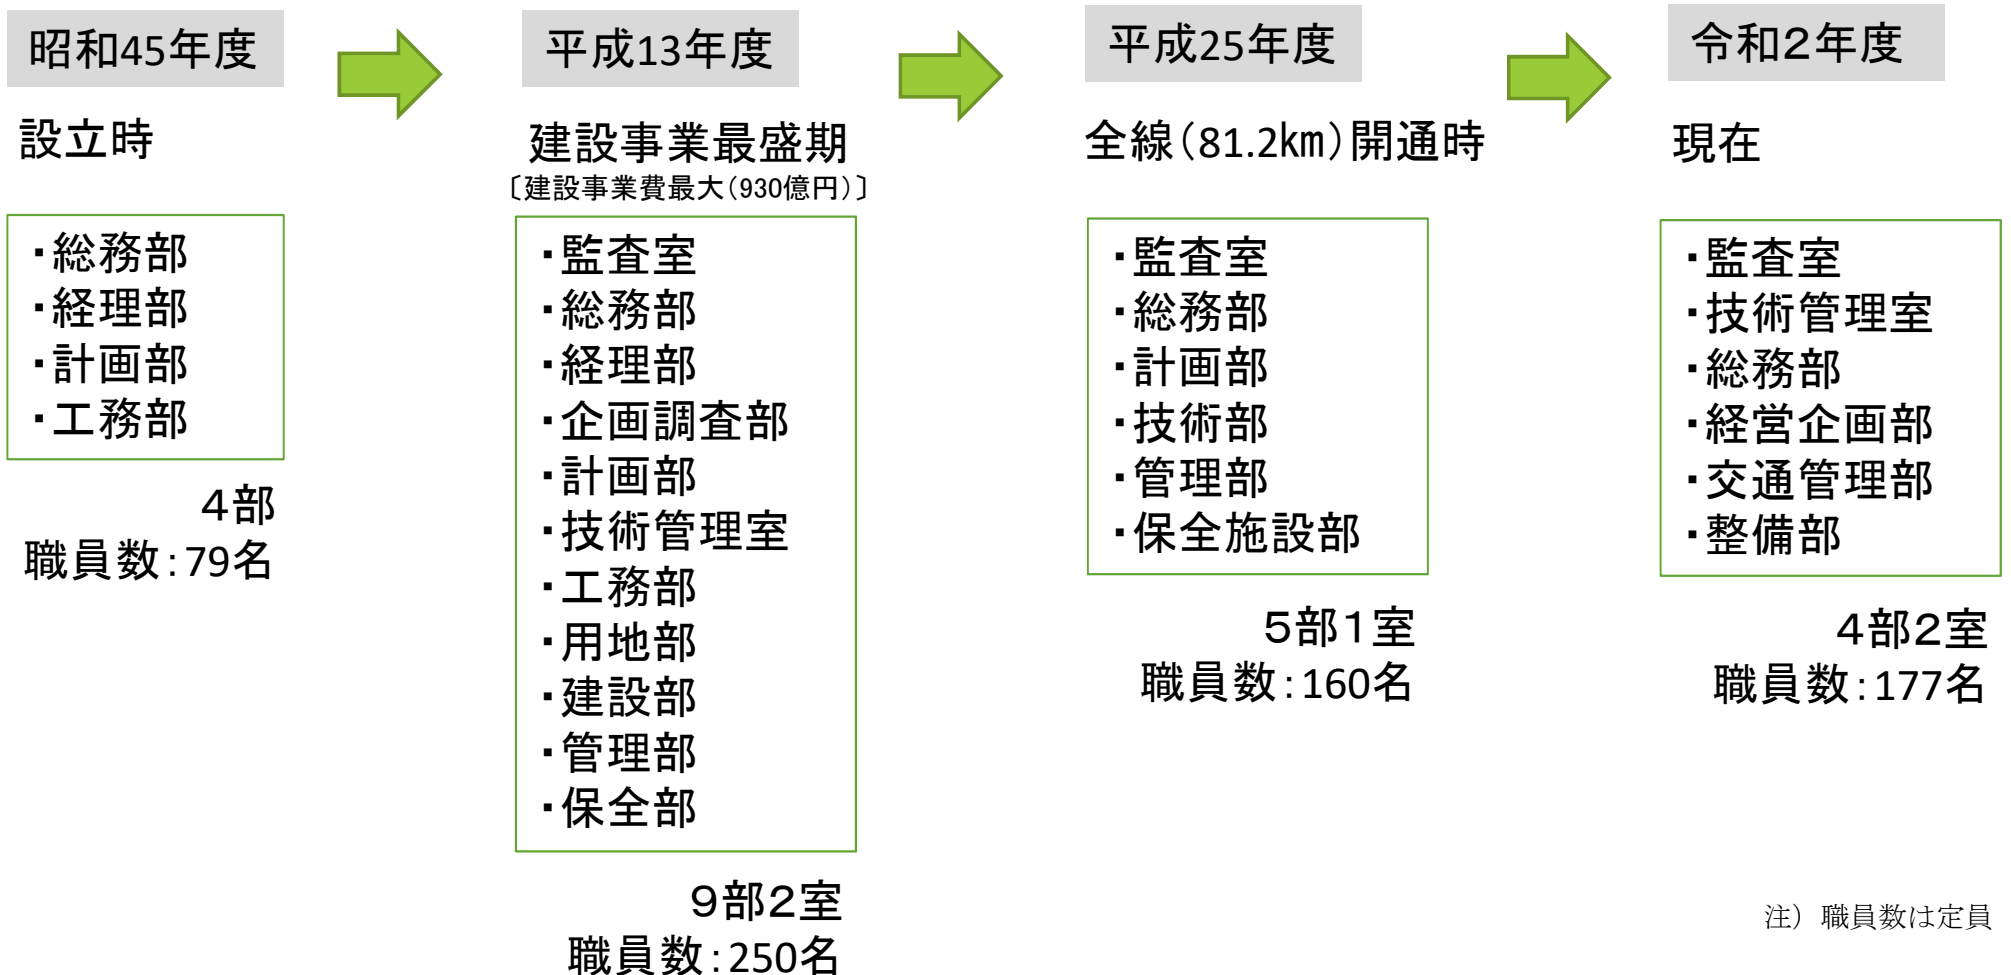 昭和45年度
設立時
・総務部
・経理部
・計画部
・工務部
4部
職員数:79名
平成13年度
建設事業最盛期
〔建設事業費最大(930億円)〕
・監査室
・総務部
・経理部
・企画調査部
・計画部
・技術管理室
・工務部
・用地部
・建設部
・管理部
・保全部
9部2室
職員数:250名
平成25年度
全線(81.2㎞)開通時
・監査室
・総務部
・計画部
・技術部
・管理部
・保全施設部
5部1室
職員数:160名
令和2年度
現在
・監査室
・技術管理室
・総務部
・経営企画部
・交通管理部
・整備部
4部2室
職員数:177名
注）職員数は定員